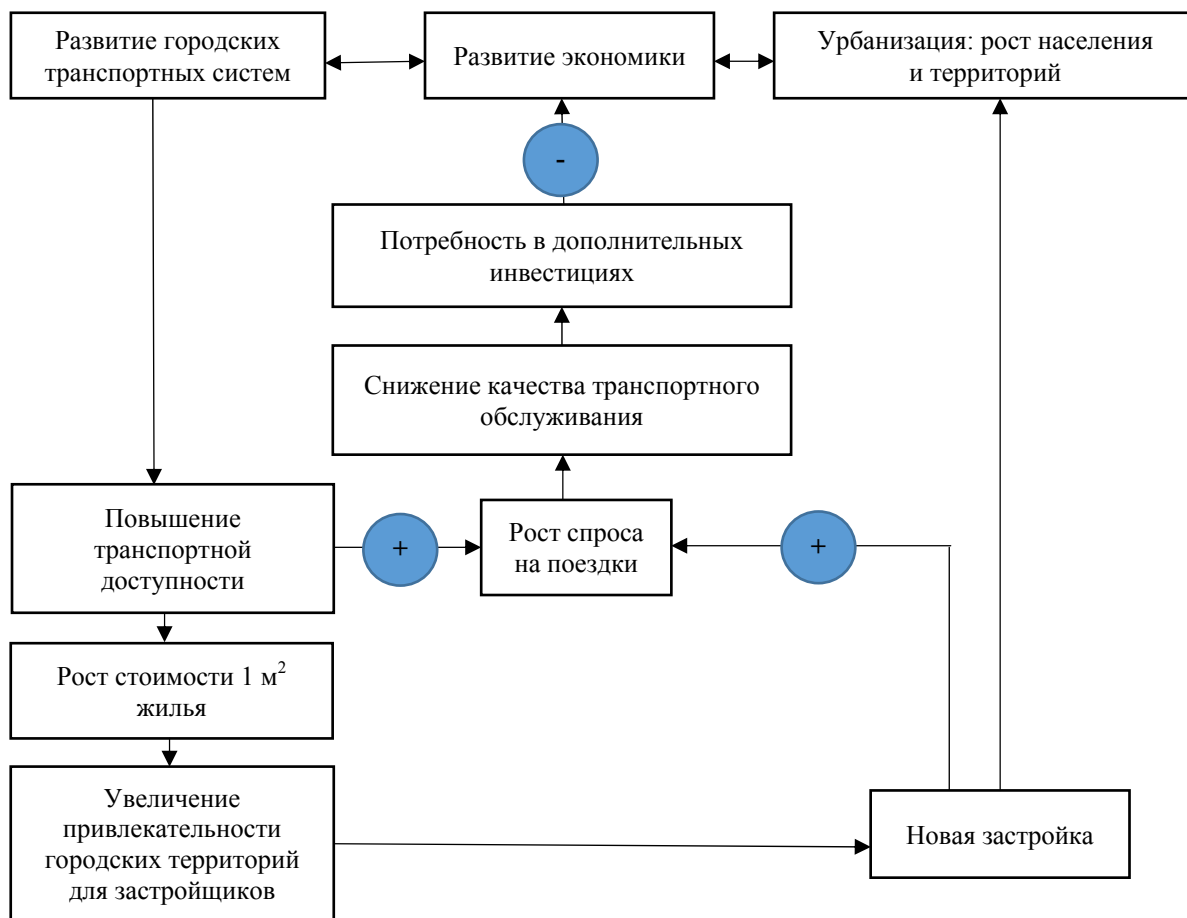 Развитие городских
транспортных систем
Развитие экономики
Урбанизация: рост населения
и территорий
-
Потребность в дополнительных
инвестициях
Снижение качества транспортного
обслуживания
Повышение
транспортной
доступности
+
Рост спроса
на поездки
+
Рост стоимости 1 м²
жилья
Увеличение
привлекательности
городских территорий
для застройщиков
Новая застройка